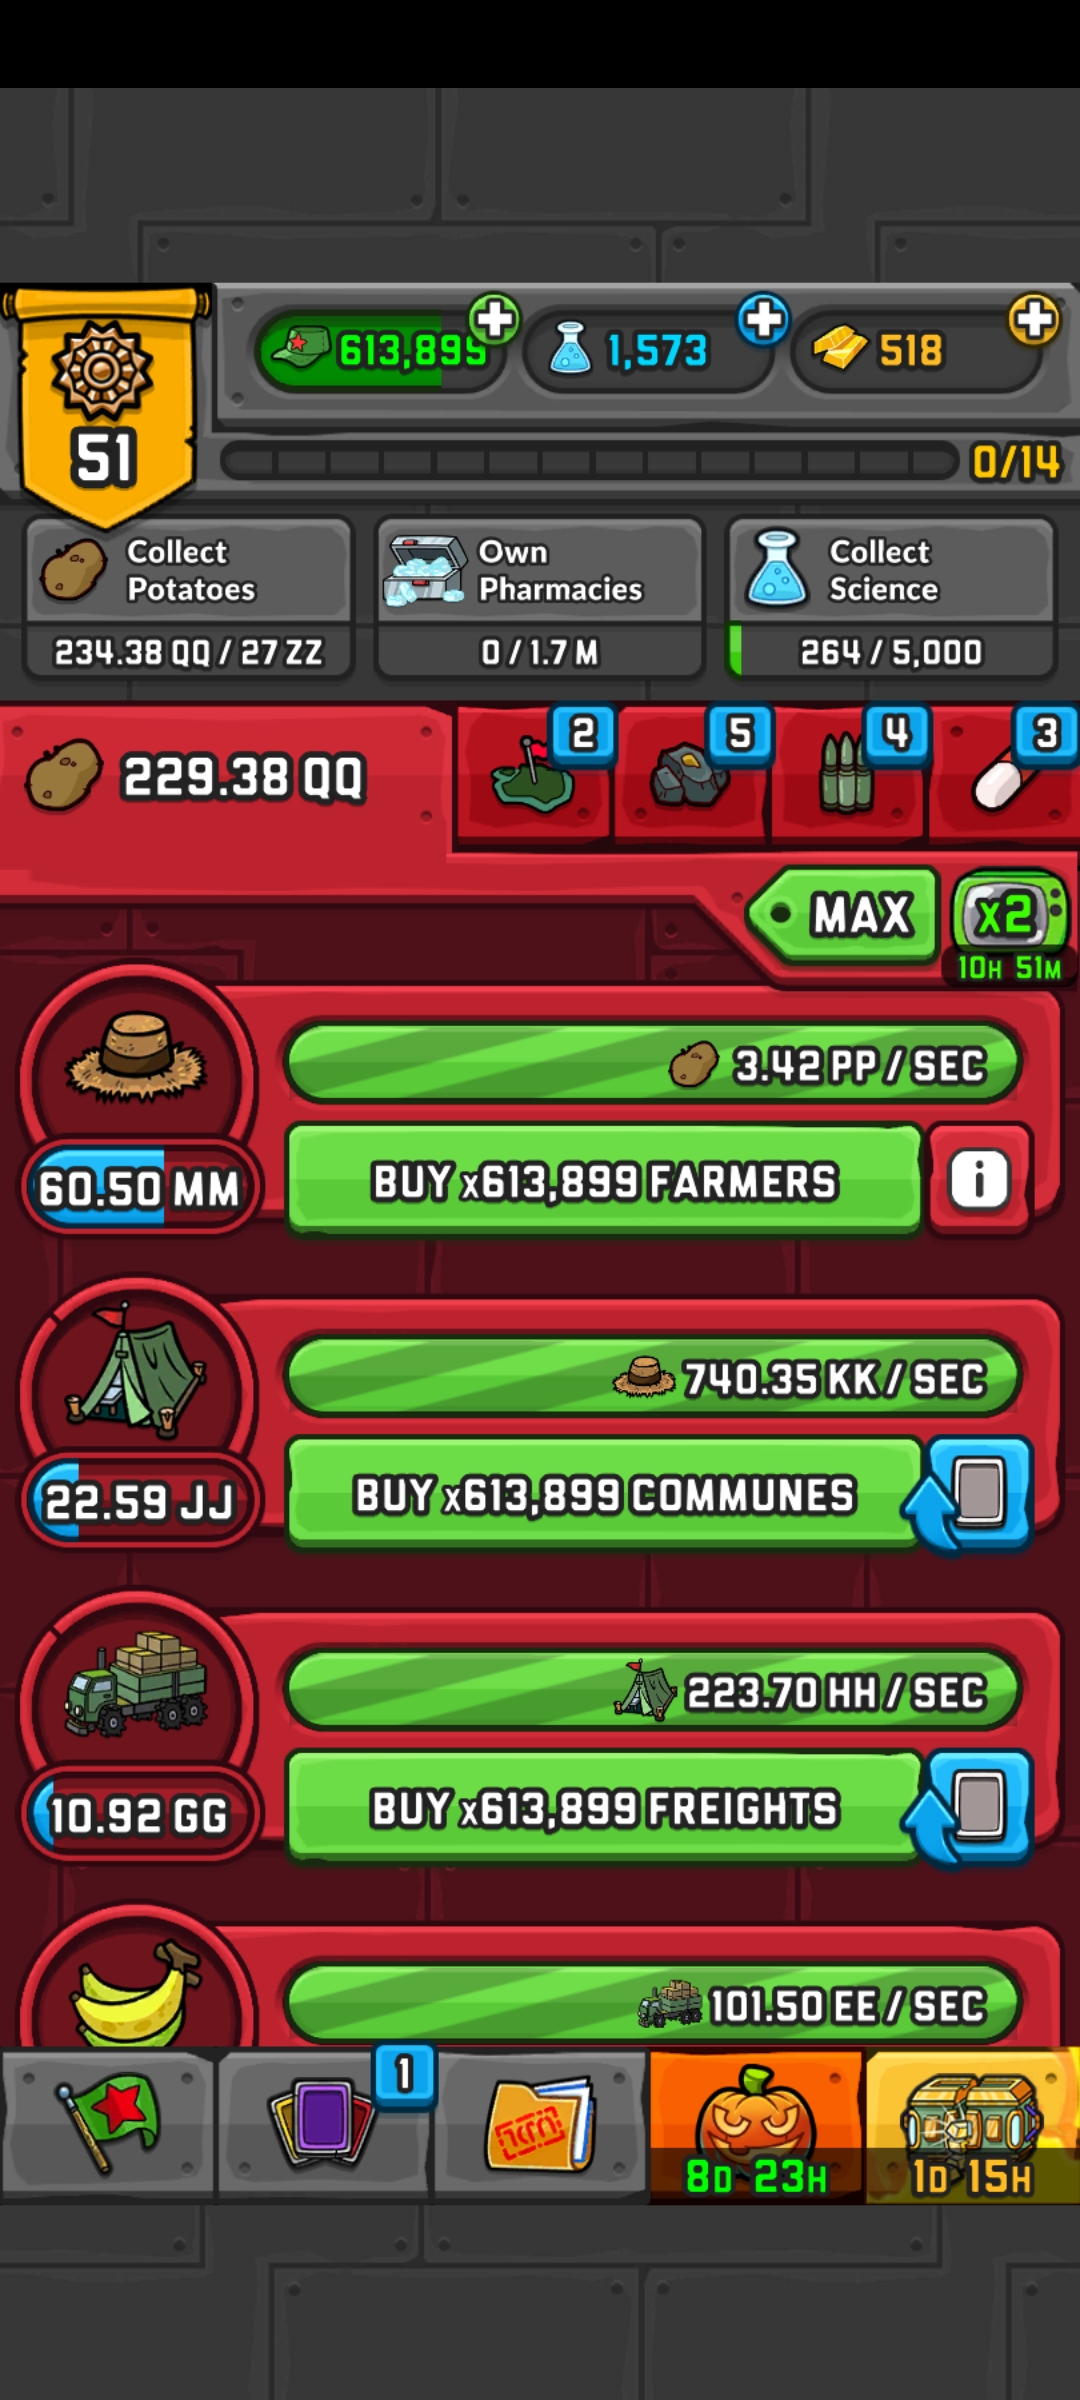 613,899
1,573
518
51
0/14
Collect
Potatoes
234.38 QQ / 27 ZZ
Own
Pharmacies
0 / 1.7 M
Collect
Science
264 / 5,000
229.38 QQ
2
5
4
3
MAX
x2
10H 51M
3.42 PP / SEC
60.50 MM
BUY x613,899 FARMERS
i
740.35 KK / SEC
22.59 JJ
BUY x613,899 COMMUNES
223.70 HH / SEC
10.92 GG
BUY x613,899 FREIGHTS
101.50 EE / SEC
1
8D 23H
1D 15H